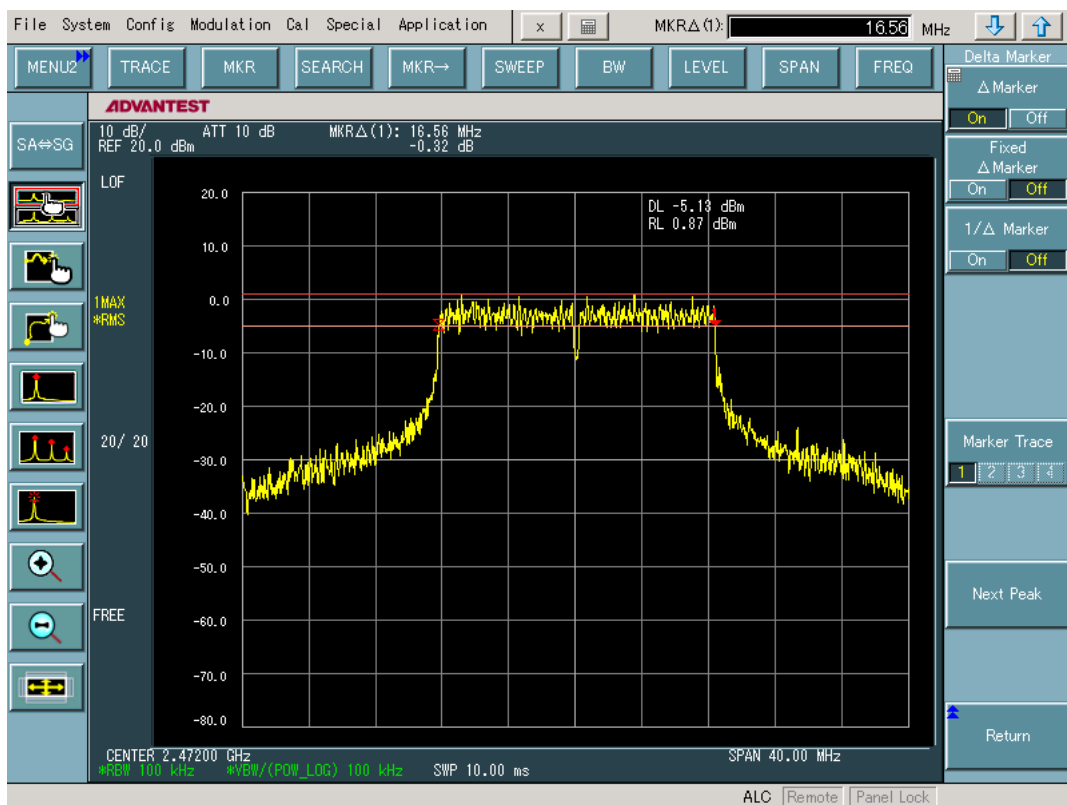 File System Config Modulation Cal Special Application x MKRΔ(1): 16.56 MHz
MENU2 TRACE MKR SEARCH MKR→ SWEEP BW LEVEL SPAN FREQ
Delta Marker
Δ Marker
On Off
Fixed
Δ Marker
On Off
1/Δ Marker
On Off
Marker Trace
1 2 3 4
Next Peak
Return
SA⇔SG
ADVANTEST
10 dB/ ATT 10 dB MKRΔ(1): 16.56 MHz
REF 20.0 dBm -0.32 dB
LOF
1MAX
*RMS
20/ 20
FREE
DL -5.13 dBm
RL 0.87 dBm
20.0
10.0
0.0
-10.0
-20.0
-30.0
-40.0
-50.0
-60.0
-70.0
-80.0
CENTER 2.47200 GHz SPAN 40.00 MHz
*RBW 100 kHz *VBW/(POW_LOG) 100 kHz SWP 10.00 ms
ALC Remote Panel Lock